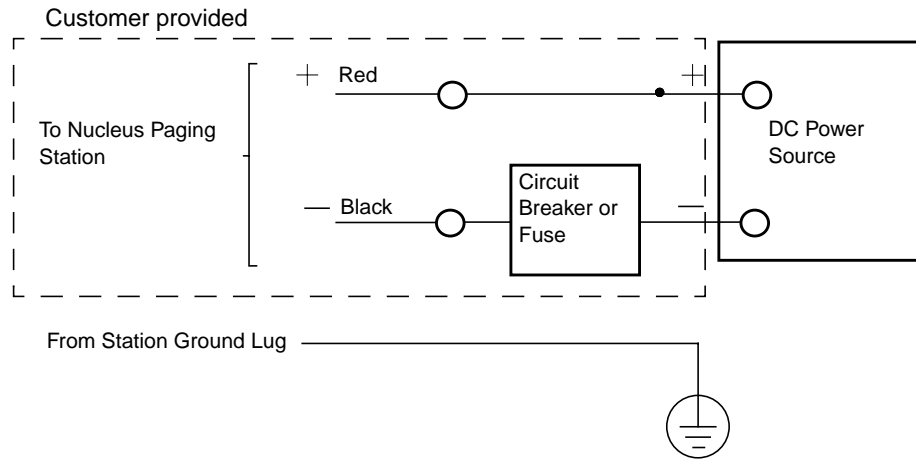 Customer provided
+ Red +
To Nucleus Paging
Station
DC Power
Source
— Black —
Circuit
Breaker or
Fuse
From Station Ground Lug